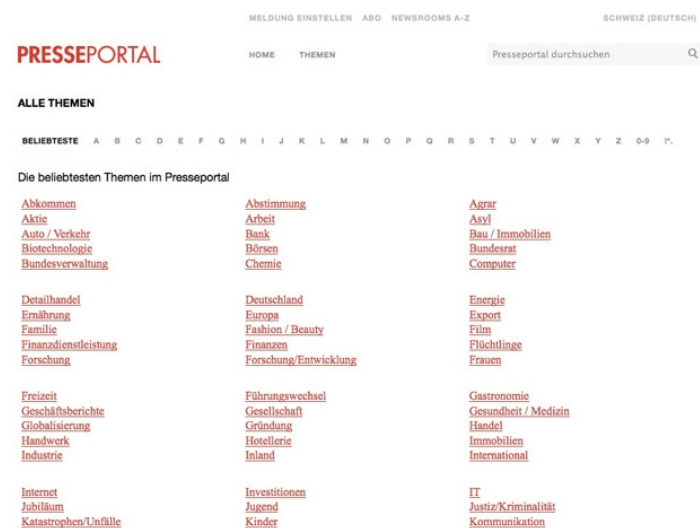 MELDUNG EINSTELLEN ABO NEWSROOMS A-Z SCHWEIZ (DEUTSCH)
PRESSEPORTAL HOME THEMEN Presseportal durchsuchen
ALLE THEMEN
BELIEBTESTE A B C D E F G H I J K L M N O P Q R S T U V W X Y Z 0-9 !*.
Die beliebtesten Themen im Presseportal
Abkommen Abstimmung Agrar
Aktie Arbeit Asyl
Auto / Verkehr Bank Bau / Immobilien
Biotechnologie Börsen Bundesrat
Bundesverwaltung Chemie Computer
Detailhandel Deutschland Energie
Ernährung Europa Export
Familie Fashion / Beauty Film
Finanzdienstleistung Finanzen Flüchtlinge
Forschung Forschung/Entwicklung Frauen
Freizeit Führungswechsel Gastronomie
Geschäftsberichte Gesellschaft Gesundheit / Medizin
Globalisierung Gründung Handel
Handwerk Hotellerie Immobilien
Industrie Inland International
Internet Investitionen IT
Jubiläum Jugend Justiz/Kriminalität
Katastrophen/Unfälle Kinder Kommunikation